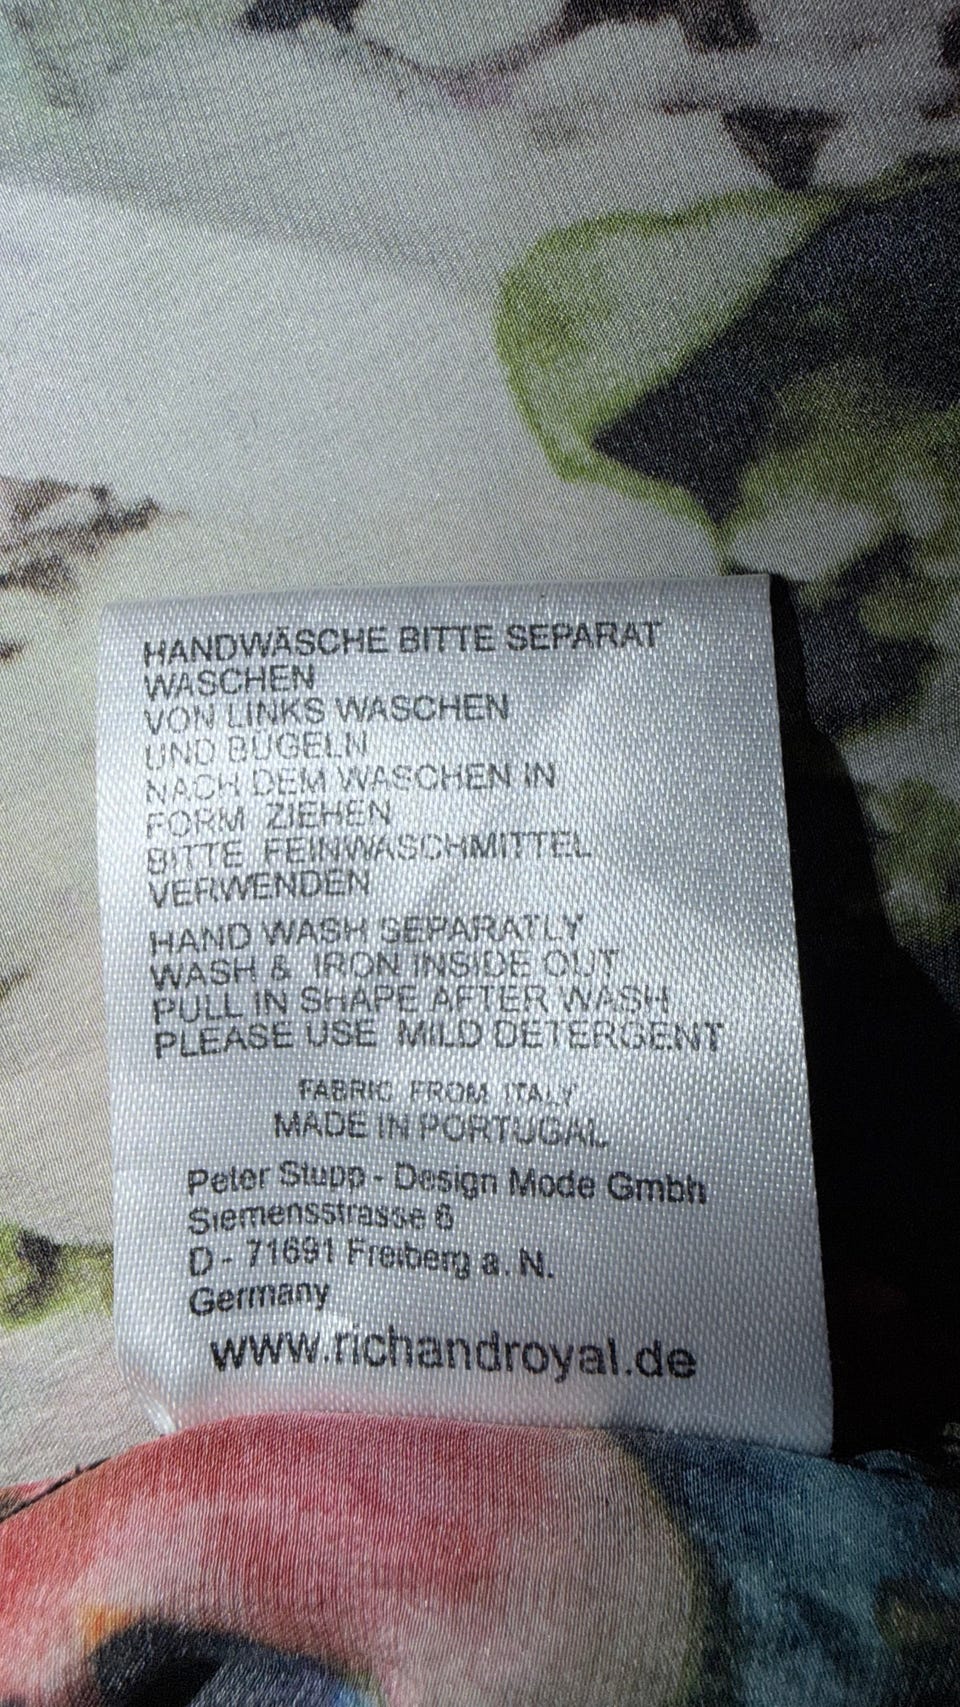 HANDWÄSCHE BITTE SEPARAT
WASCHEN
VON LINKS WASCHEN
UND BÜGELN
NACH DEM WASCHEN IN
FORM ZIEHEN
BITTE FEINWASCHMITTEL
VERWENDEN
HAND WASH SEPARATLY
WASH & IRON INSIDE OUT
PULL IN SHAPE AFTER WASH
PLEASE USE MILD DETERGENT
FABRIC FROM ITALY
MADE IN PORTUGAL
Peter Stupp - Design Mode Gmbh
Siemensstrasse 6
D - 71691 Freiberg a. N.
Germany
www.richandroyal.de